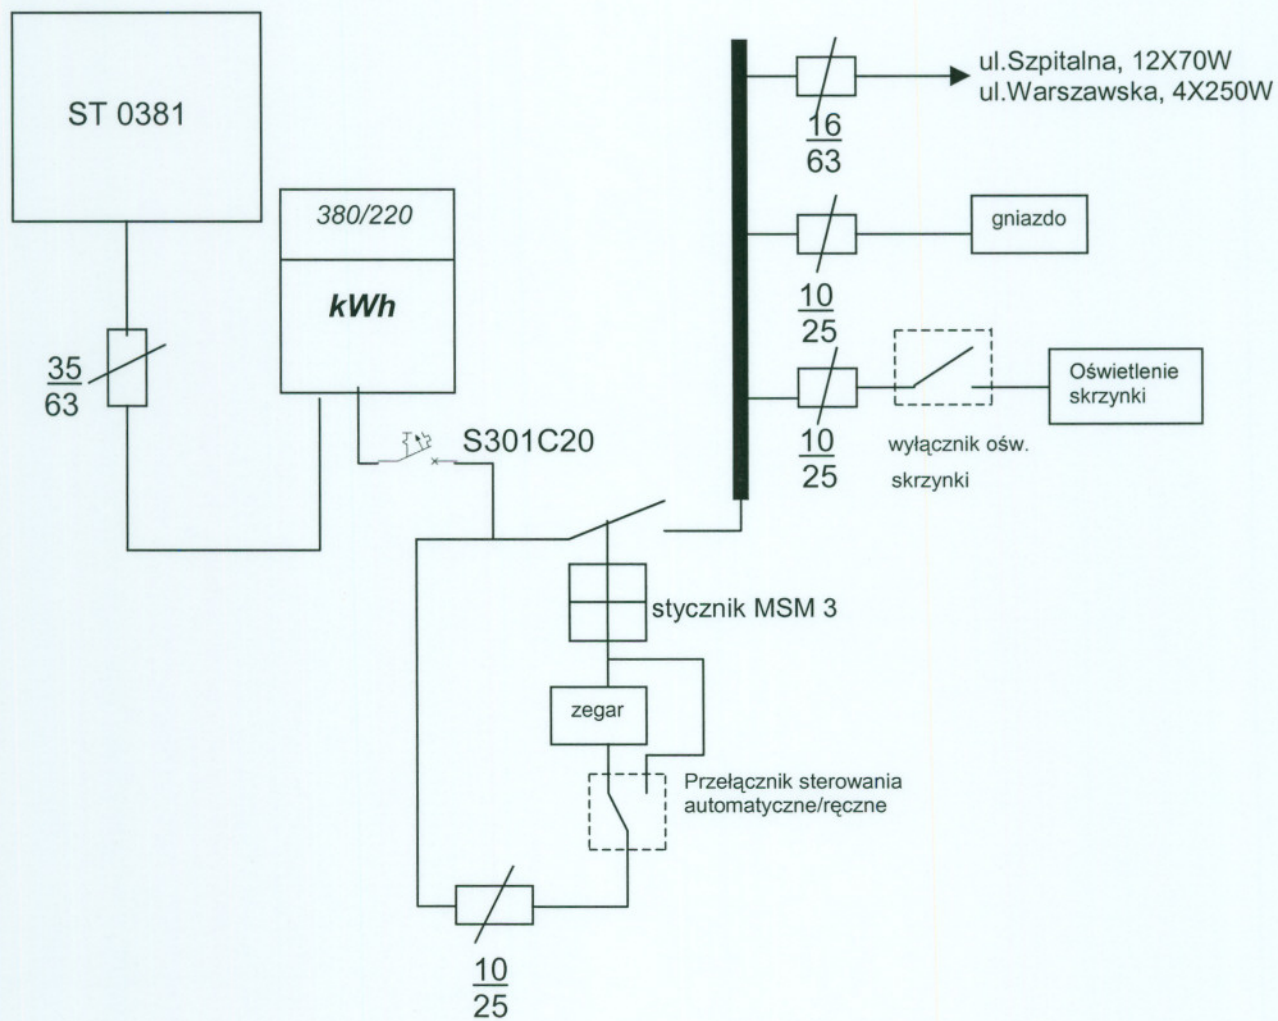 ST 0381
380/220
kWh
35
63
S301C20
ul.Szpitalna, 12X70W
ul.Warszawska, 4X250W
16
63
gniazdo
10
25
Oświetlenie
skrzynki
10
25
wyłącznik ośw.
skrzynki
stycznik MSM 3
zegar
Przełącznik sterowania
automatyczne/ręczne
10
25